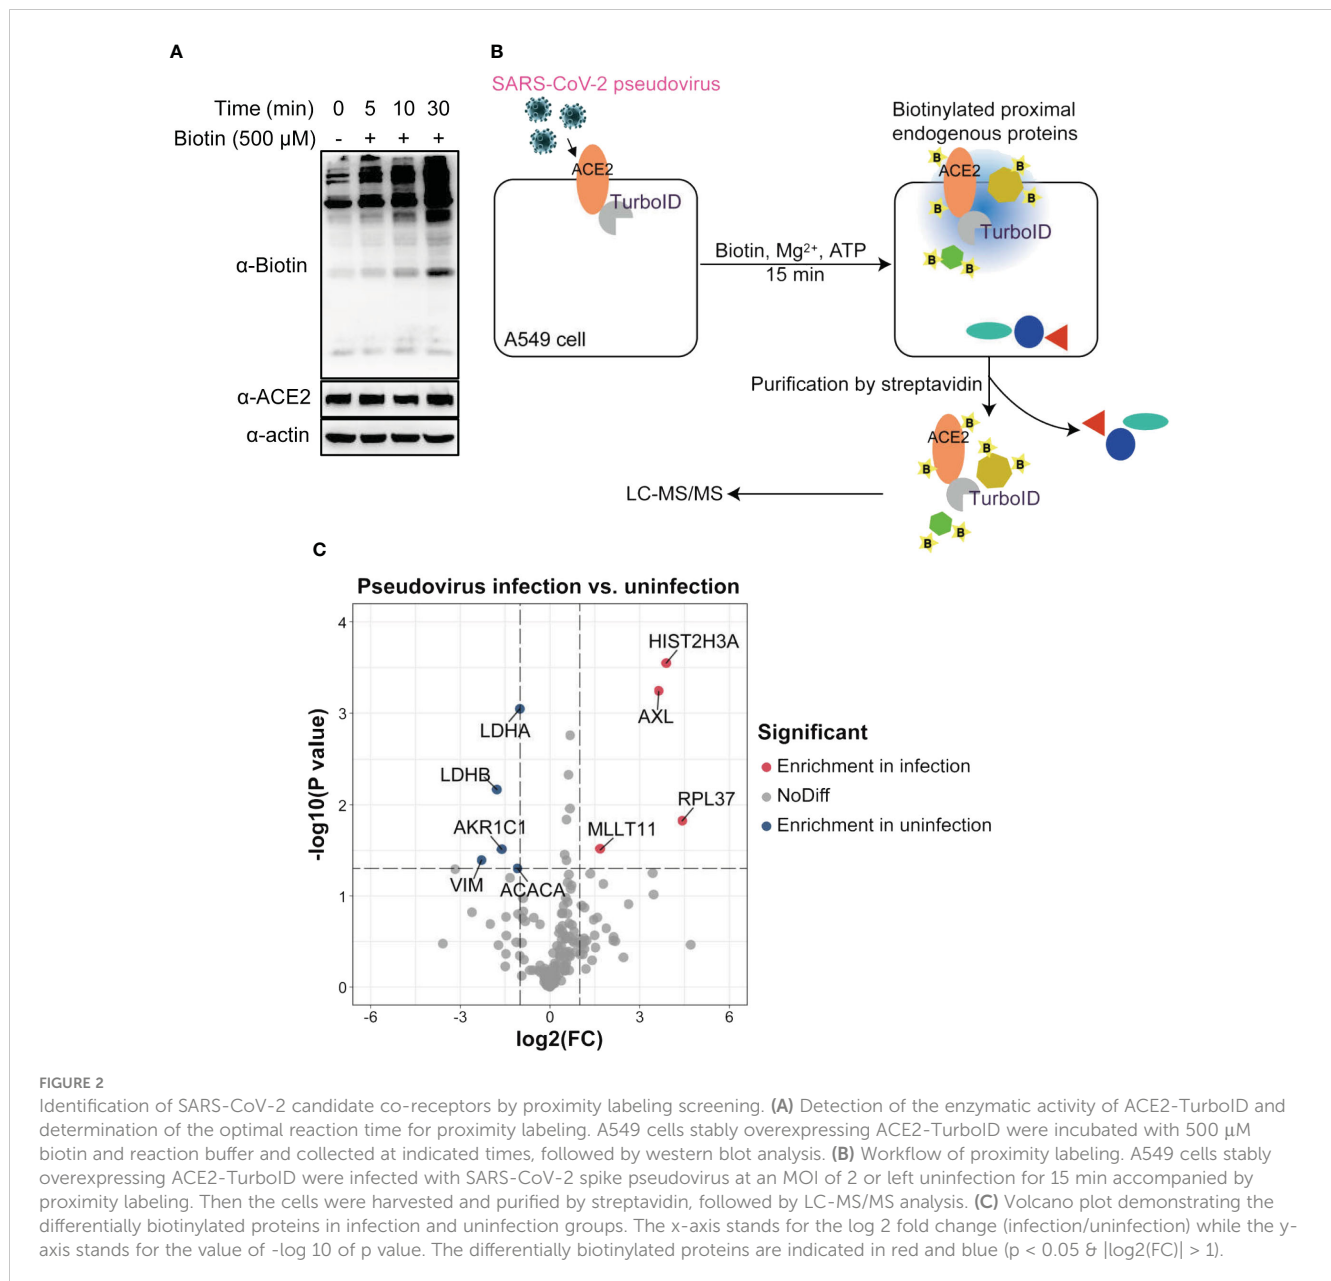 A
Time (min) 0 5 10 30
Biotin (500 µM) - + + +
α-Biotin
α-ACE2
α-actin
B
SARS-CoV-2 pseudovirus
ACE2
TurboID
A549 cell
Biotin, Mg²⁺, ATP
15 min
Biotinylated proximal
endogenous proteins
B
B
ACE2
B
B
TurboID
B
B
Purification by streptavidin
B
ACE2
B
B
B
TurboID
B
B
LC-MS/MS
C
Pseudovirus infection vs. uninfection
-log10(P value)
4
3
2
1
0
HIST2H3A
AXL
LDHA
LDHB
RPL37
AKR1C1
MLLT11
VIM
ACACA
-6 -3 0 3 6
log2(FC)
Significant
Enrichment in infection
NoDiff
Enrichment in uninfection
FIGURE 2
Identification of SARS-CoV-2 candidate co-receptors by proximity labeling screening. (A) Detection of the enzymatic activity of ACE2-TurboID and
determination of the optimal reaction time for proximity labeling. A549 cells stably overexpressing ACE2-TurboID were incubated with 500 µM
biotin and reaction buffer and collected at indicated times, followed by western blot analysis. (B) Workflow of proximity labeling. A549 cells stably
overexpressing ACE2-TurboID were infected with SARS-CoV-2 spike pseudovirus at an MOI of 2 or left uninfection for 15 min accompanied by
proximity labeling. Then the cells were harvested and purified by streptavidin, followed by LC-MS/MS analysis. (C) Volcano plot demonstrating the
differentially biotinylated proteins in infection and uninfection groups. The x-axis stands for the log 2 fold change (infection/uninfection) while the y-
axis stands for the value of -log 10 of p value. The differentially biotinylated proteins are indicated in red and blue (p < 0.05 & |log2(FC)| > 1).